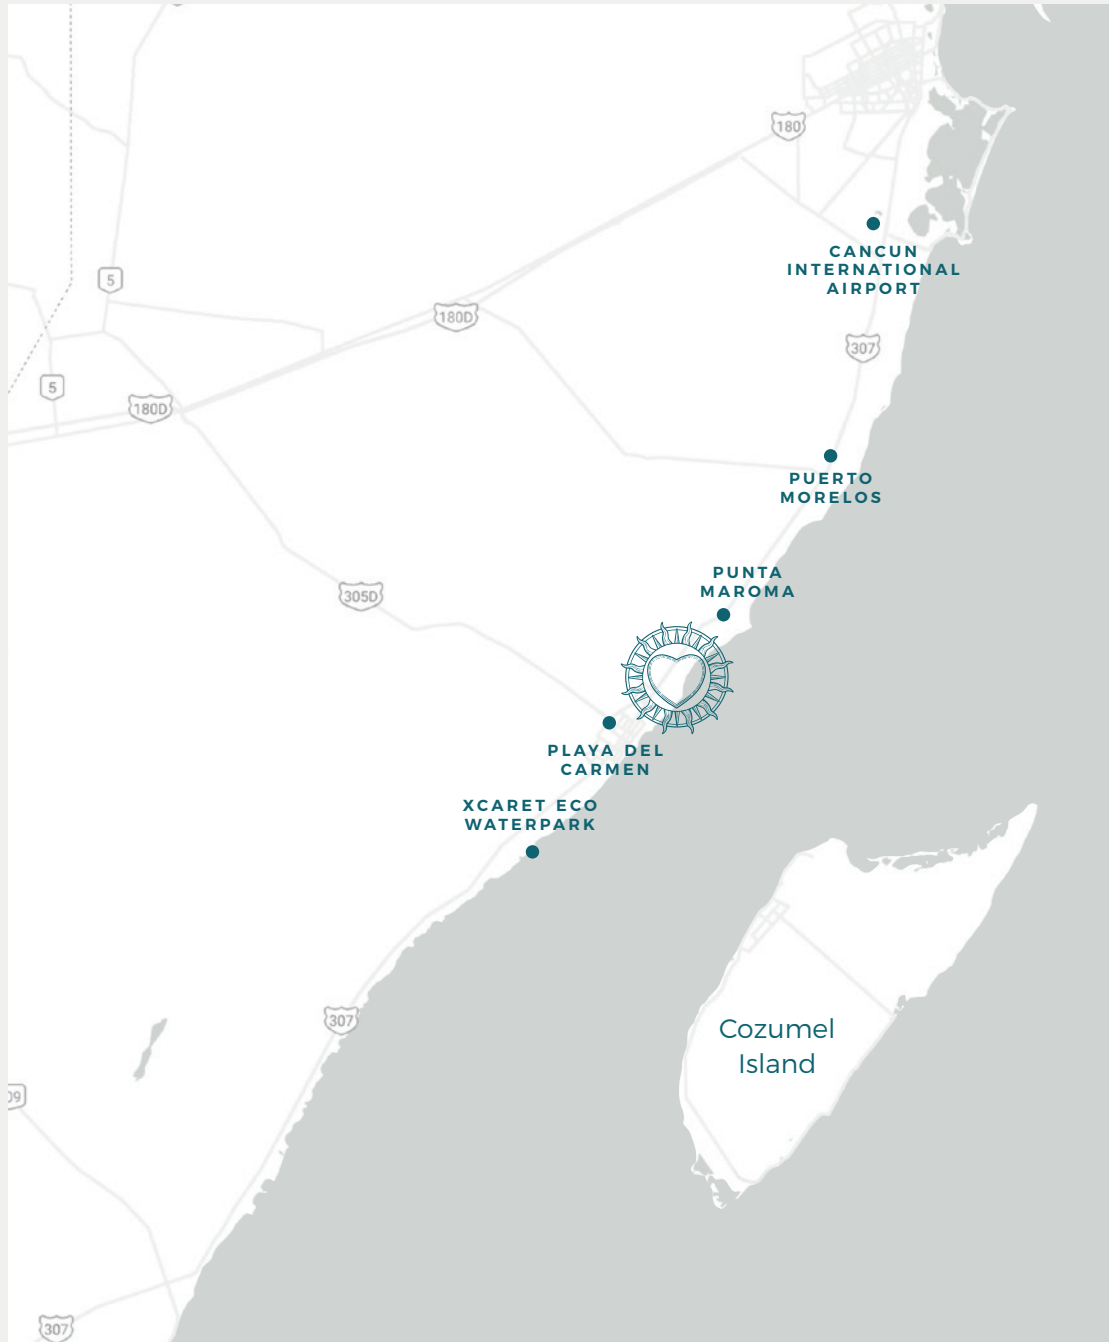 180
CANCUN
INTERNATIONAL
AIRPORT
5
180D
307
5
180D
PUERTO
MORELOS
PUNTA
MAROMA
305D
PLAYA DEL
CARMEN
XCARET ECO
WATERPARK
307
Cozumel
Island
09
307